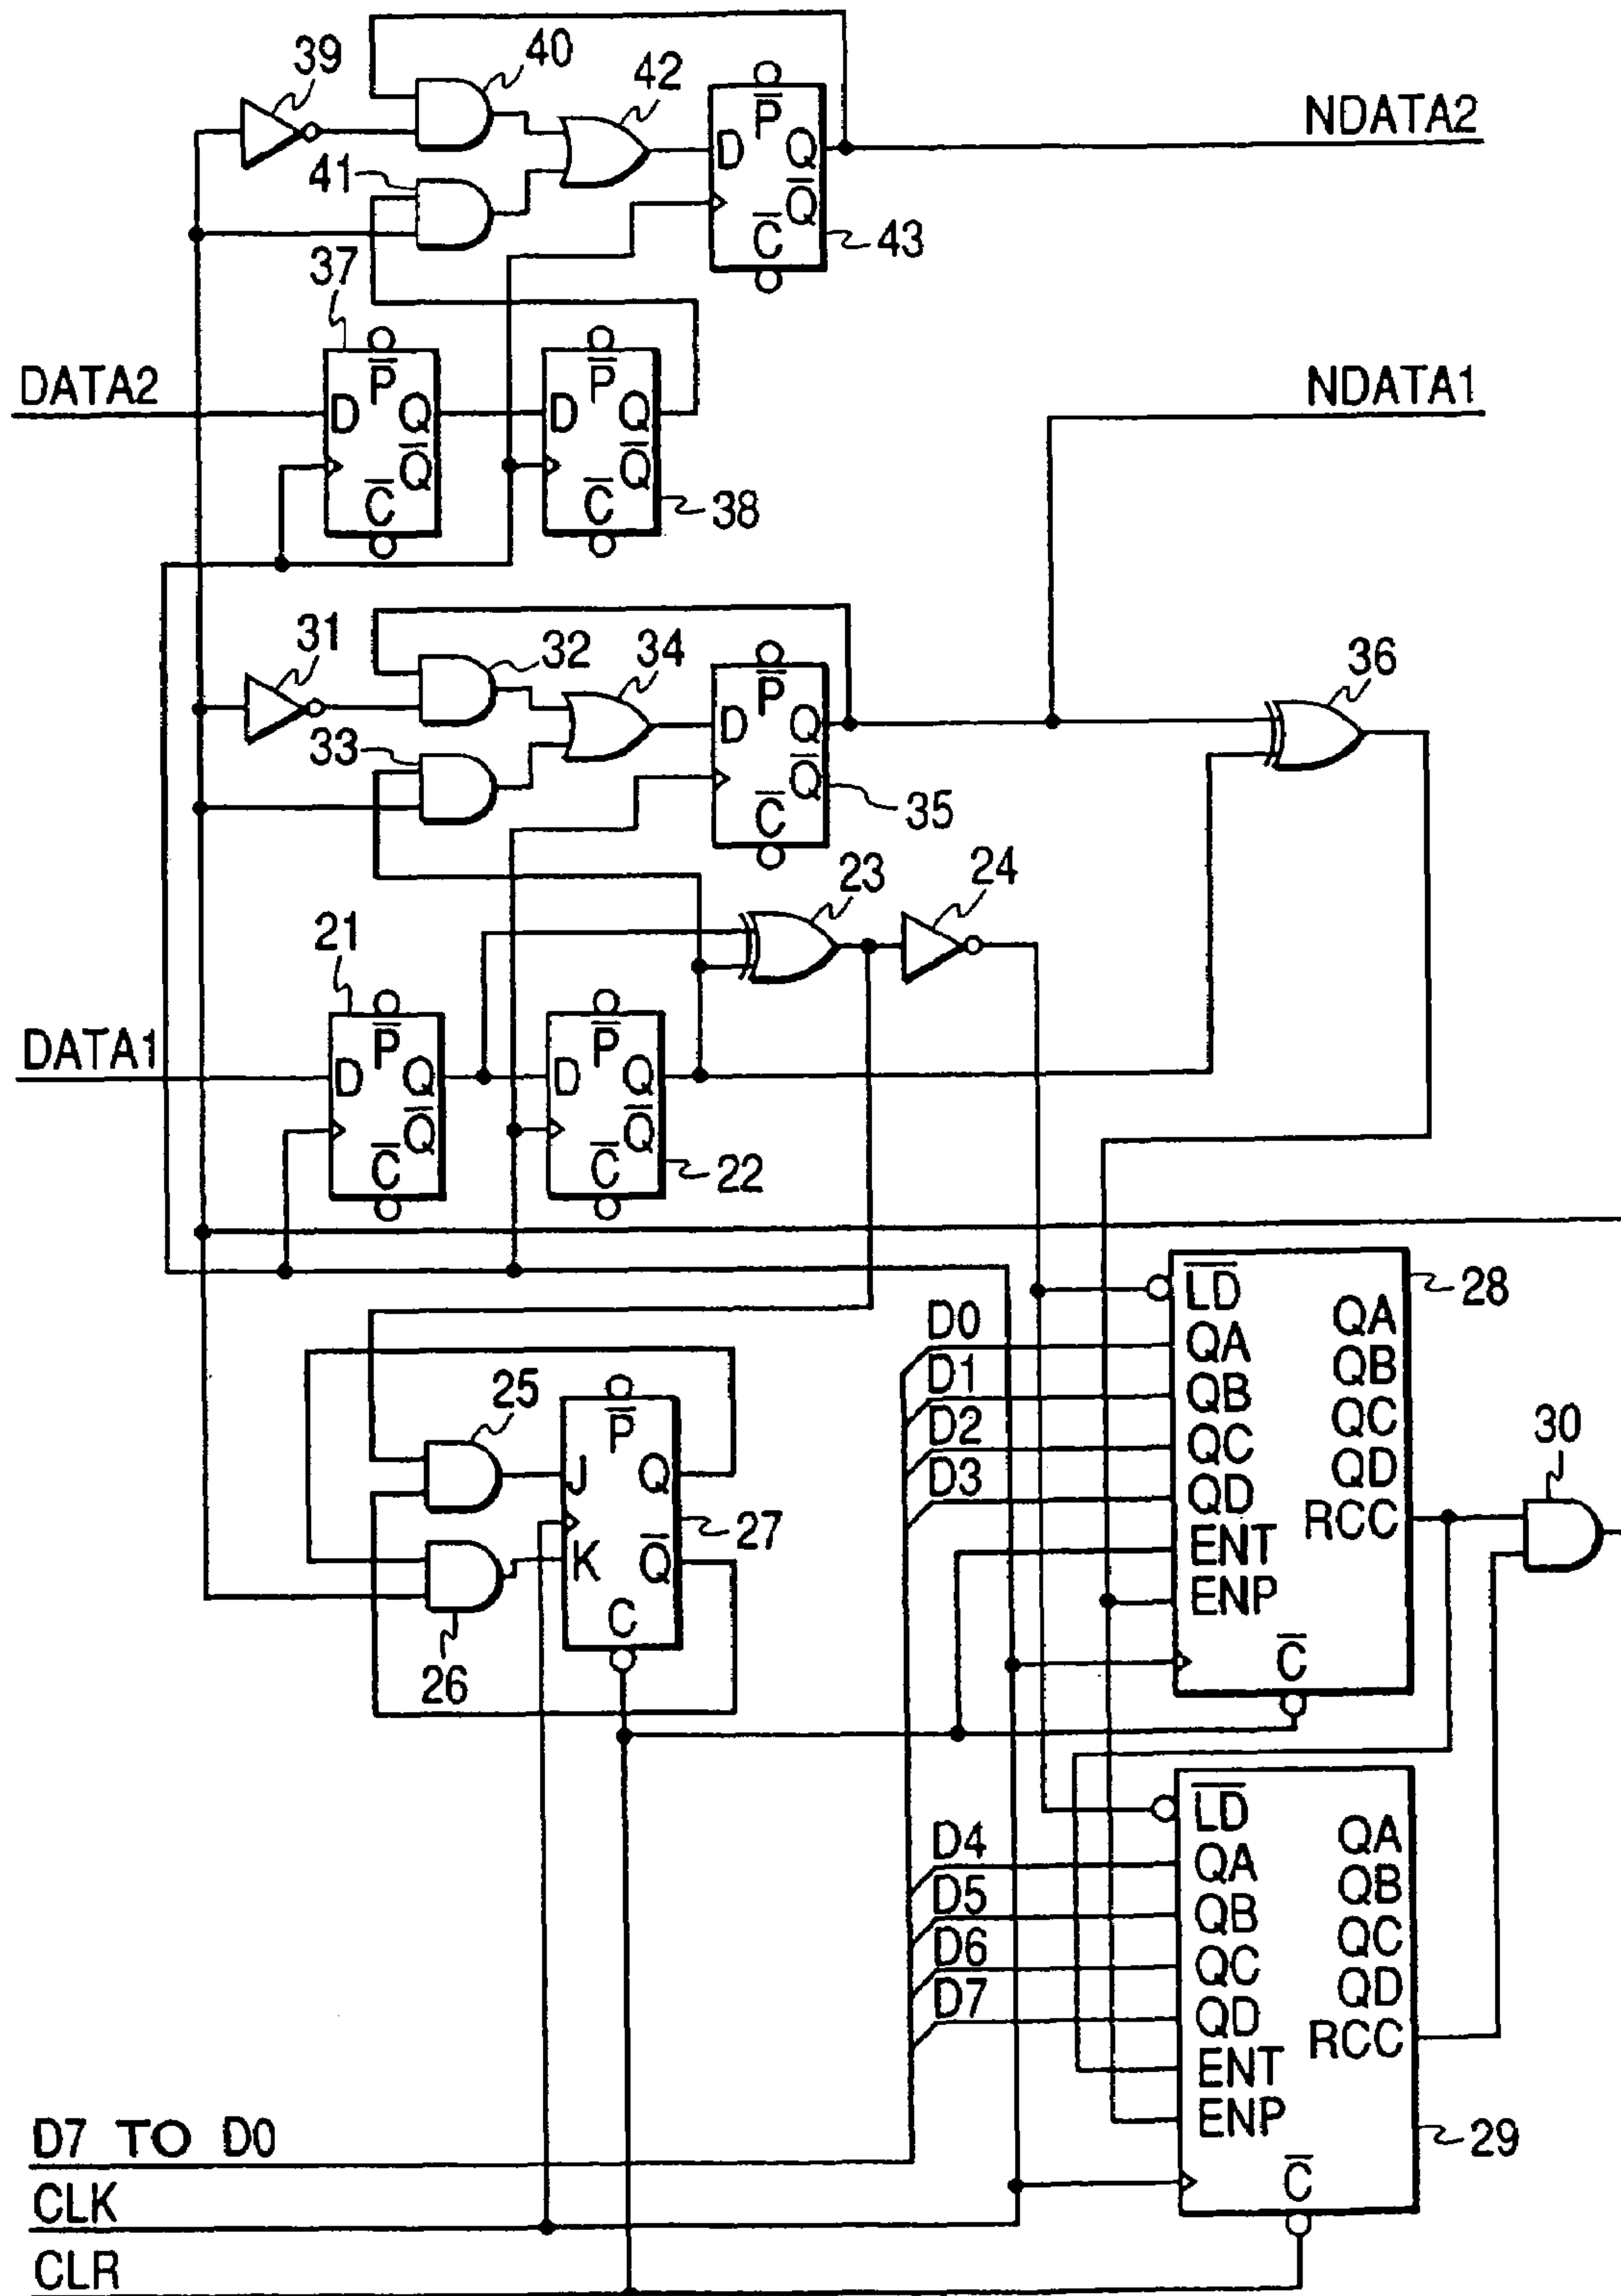 39
40
42
P̅
D Q
Q̅
C̅
NDATA2
41
43
37
DATA2
P̅
D Q
Q̅
C̅
P̅
D Q
Q̅
C̅
38
NDATA1
31
32
34
P̅
D Q
Q̅
C̅
36
33
35
23
24
21
DATA1
P̅
D Q
Q̅
C̅
P̅
D Q
Q̅
C̅
22
28
L̅D̅
QA
QB
QC
QD
ENT
ENP
QA
QB
QC
QD
RCC
C̅
D0
D1
D2
D3
30
25
P̅
J Q
K Q̅
C
27
26
L̅D̅
QA
QB
QC
QD
ENT
ENP
QA
QB
QC
QD
RCC
C̅
D4
D5
D6
D7
29
D7 TO D0
CLK
CLR